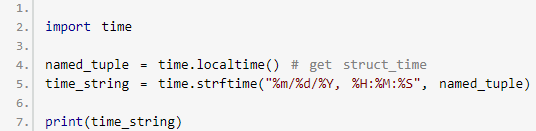 1.
2. import time
3.
4. named_tuple = time.localtime() # get struct_time
5. time_string = time.strftime("%m/%d/%Y, %H:%M:%S", named_tuple)
6.
7. print(time_string)